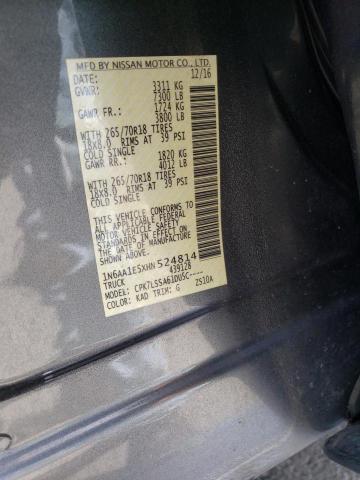 MFD BY NISSAN MOTOR CO., LTD.
DATE: 12/16
GVWR: 3311 KG
7300 LB
GAWR FR.: 1724 KG
3800 LB
WITH 265/70R18 TIRES
18X8.0 RIMS AT 39 PSI
COLD SINGLE
GAWR RR.: 1820 KG
4012 LB
WITH 265/70R18 TIRES
18X8.0 RIMS AT 39 PSI
COLD SINGLE
THIS VEHICLE CONFORMS
TO ALL APPLICABLE FEDERAL
MOTOR VEHICLE SAFETY
STANDARDS IN EFFECT ON
THE DATE OF MANUFACTURE
SHOWN ABOVE.
1N6AA1E5XHN524814
TRUCK 439128
MODEL: CPK7LSSA61DUSC----
COLOR: KAD TRIM: G ZS10A